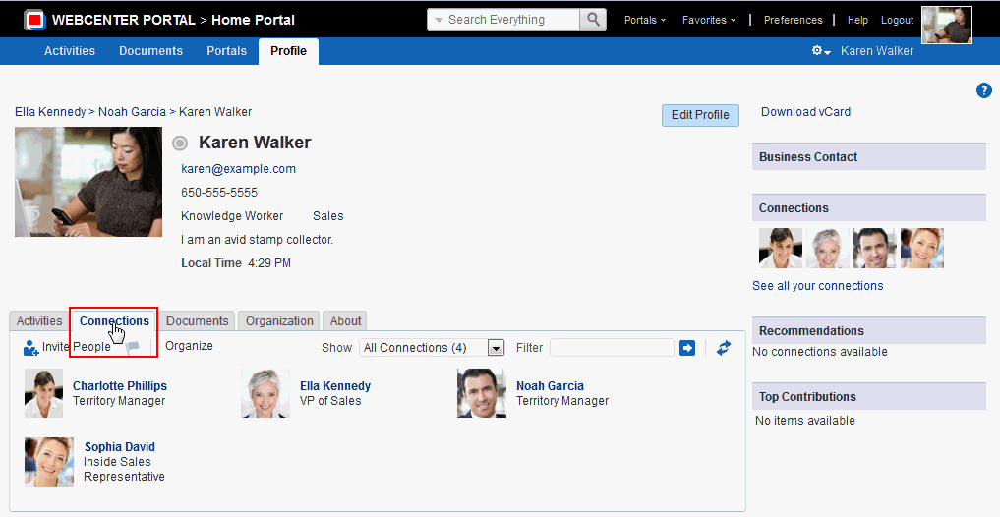 WEBCENTER PORTAL > Home Portal
Search Everything
Portals
Favorites
Preferences
Help
Logout
Activities
Documents
Portals
Profile
Karen Walker
?
Ella Kennedy > Noah Garcia > Karen Walker
Edit Profile
Karen Walker
karen@example.com
650-555-5555
Knowledge Worker Sales
I am an avid stamp collector.
Local Time 4:29 PM
Activities
Connections
Documents
Organization
About
Invite People
Organize
Show All Connections (4)
Filter
Charlotte Phillips
Territory Manager
Ella Kennedy
VP of Sales
Noah Garcia
Territory Manager
Sophia David
Inside Sales
Representative
Download vCard
Business Contact
Connections
See all your connections
Recommendations
No connections available
Top Contributions
No items available